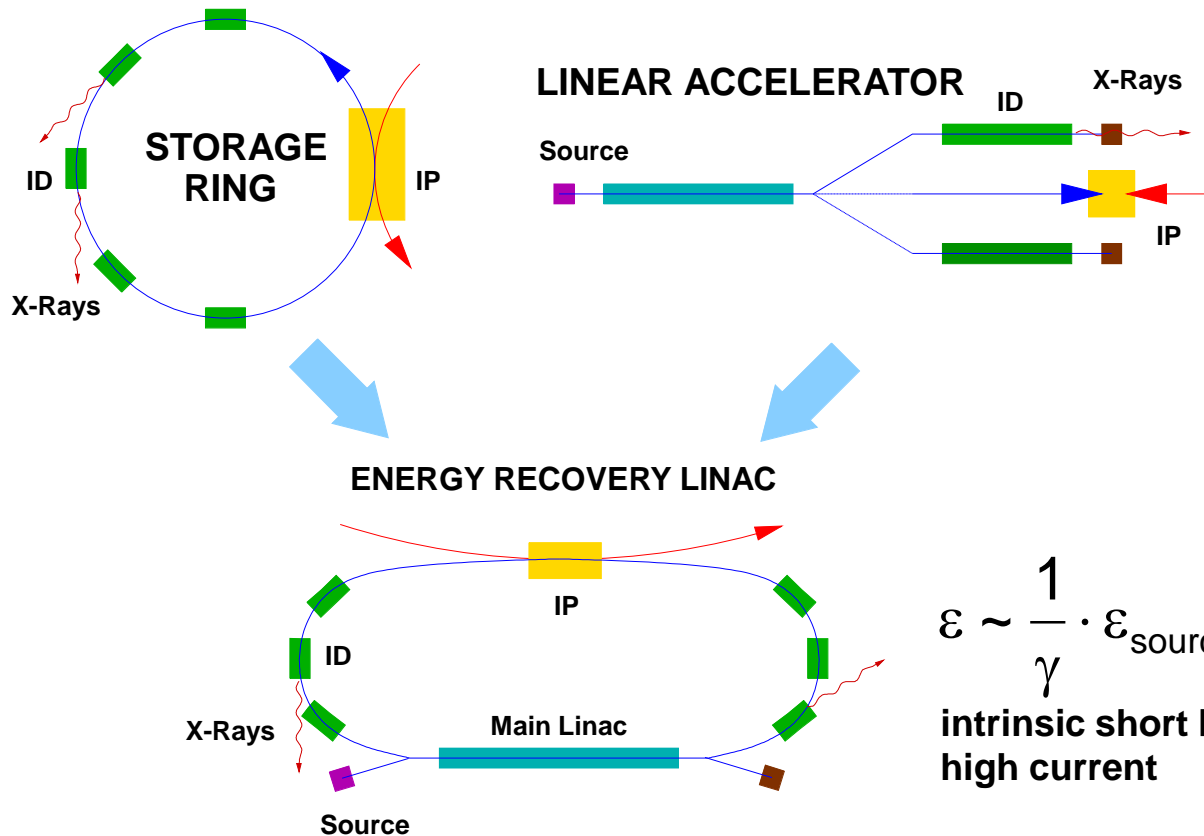 STORAGE
RING
ID
IP
X-Rays
LINEAR ACCELERATOR
X-Rays
ID
Source
IP
ENERGY RECOVERY LINAC
IP
ID
X-Rays
Main Linac
Source
ε ~ 1/γ · ε
intrinsic short
high current